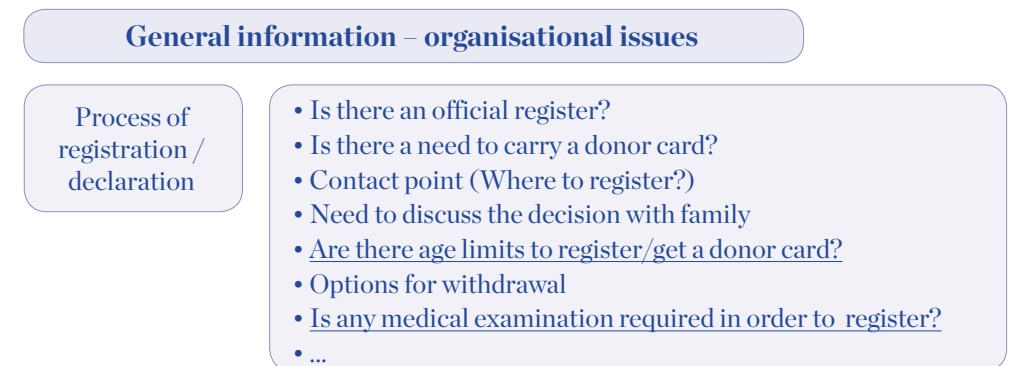 General information – organisational issues
Process of
registration /
declaration
• Is there an official register?
• Is there a need to carry a donor card?
• Contact point (Where to register?)
• Need to discuss the decision with family
• Are there age limits to register/get a donor card?
• Options for withdrawal
• Is any medical examination required in order to  register?
• ...